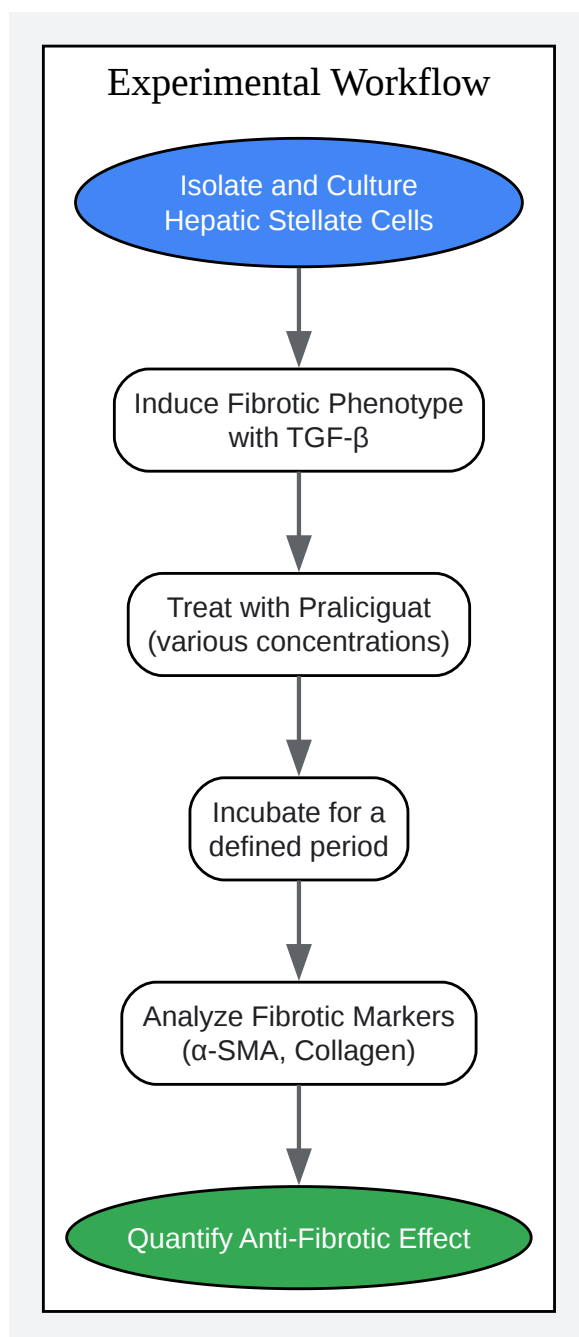 Experimental Workflow
Isolate and Culture
Hepatic Stellate Cells
Induce Fibrotic Phenotype
with TGF-β
Treat with Praliciguat
(various concentrations)
Incubate for a
defined period
Analyze Fibrotic Markers
(α-SMA, Collagen)
Quantify Anti-Fibrotic Effect